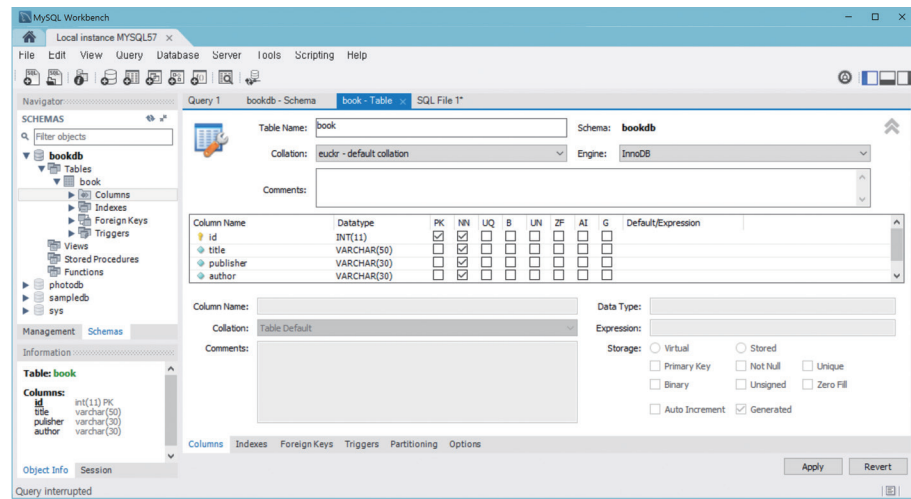 MySQL Workbench
Local instance MYSQL57
File Edit View Query Database Server Tools Scripting Help
Navigator
SCHEMAS
Filter objects
bookdb
Tables
book
Columns
Indexes
Foreign Keys
Triggers
Views
Stored Procedures
Functions
photodb
sampledb
sys
Management Schemas
Information
Table: book
Columns:
id int(11) PK
title varchar(50)
pulisher varchar(30)
author varchar(30)
Object Info Session
Query 1 bookdb - Schema book - Table SQL File 1*
Table Name: book Schema: bookdb
Collation: euckr - default collation Engine: InnoDB
Comments:
Column Name Datatype PK NN UQ B UN ZF AI G Default/Expression
id INT(11)
title VARCHAR(50)
publisher VARCHAR(30)
author VARCHAR(30)
Column Name: Data Type:
Collation: Table Default Expression:
Comments: Storage: Virtual Stored
Primary Key Not Null Unique
Binary Unsigned Zero Fill
Auto Increment Generated
Columns Indexes Foreign Keys Triggers Partitioning Options
Apply Revert
Query interrupted